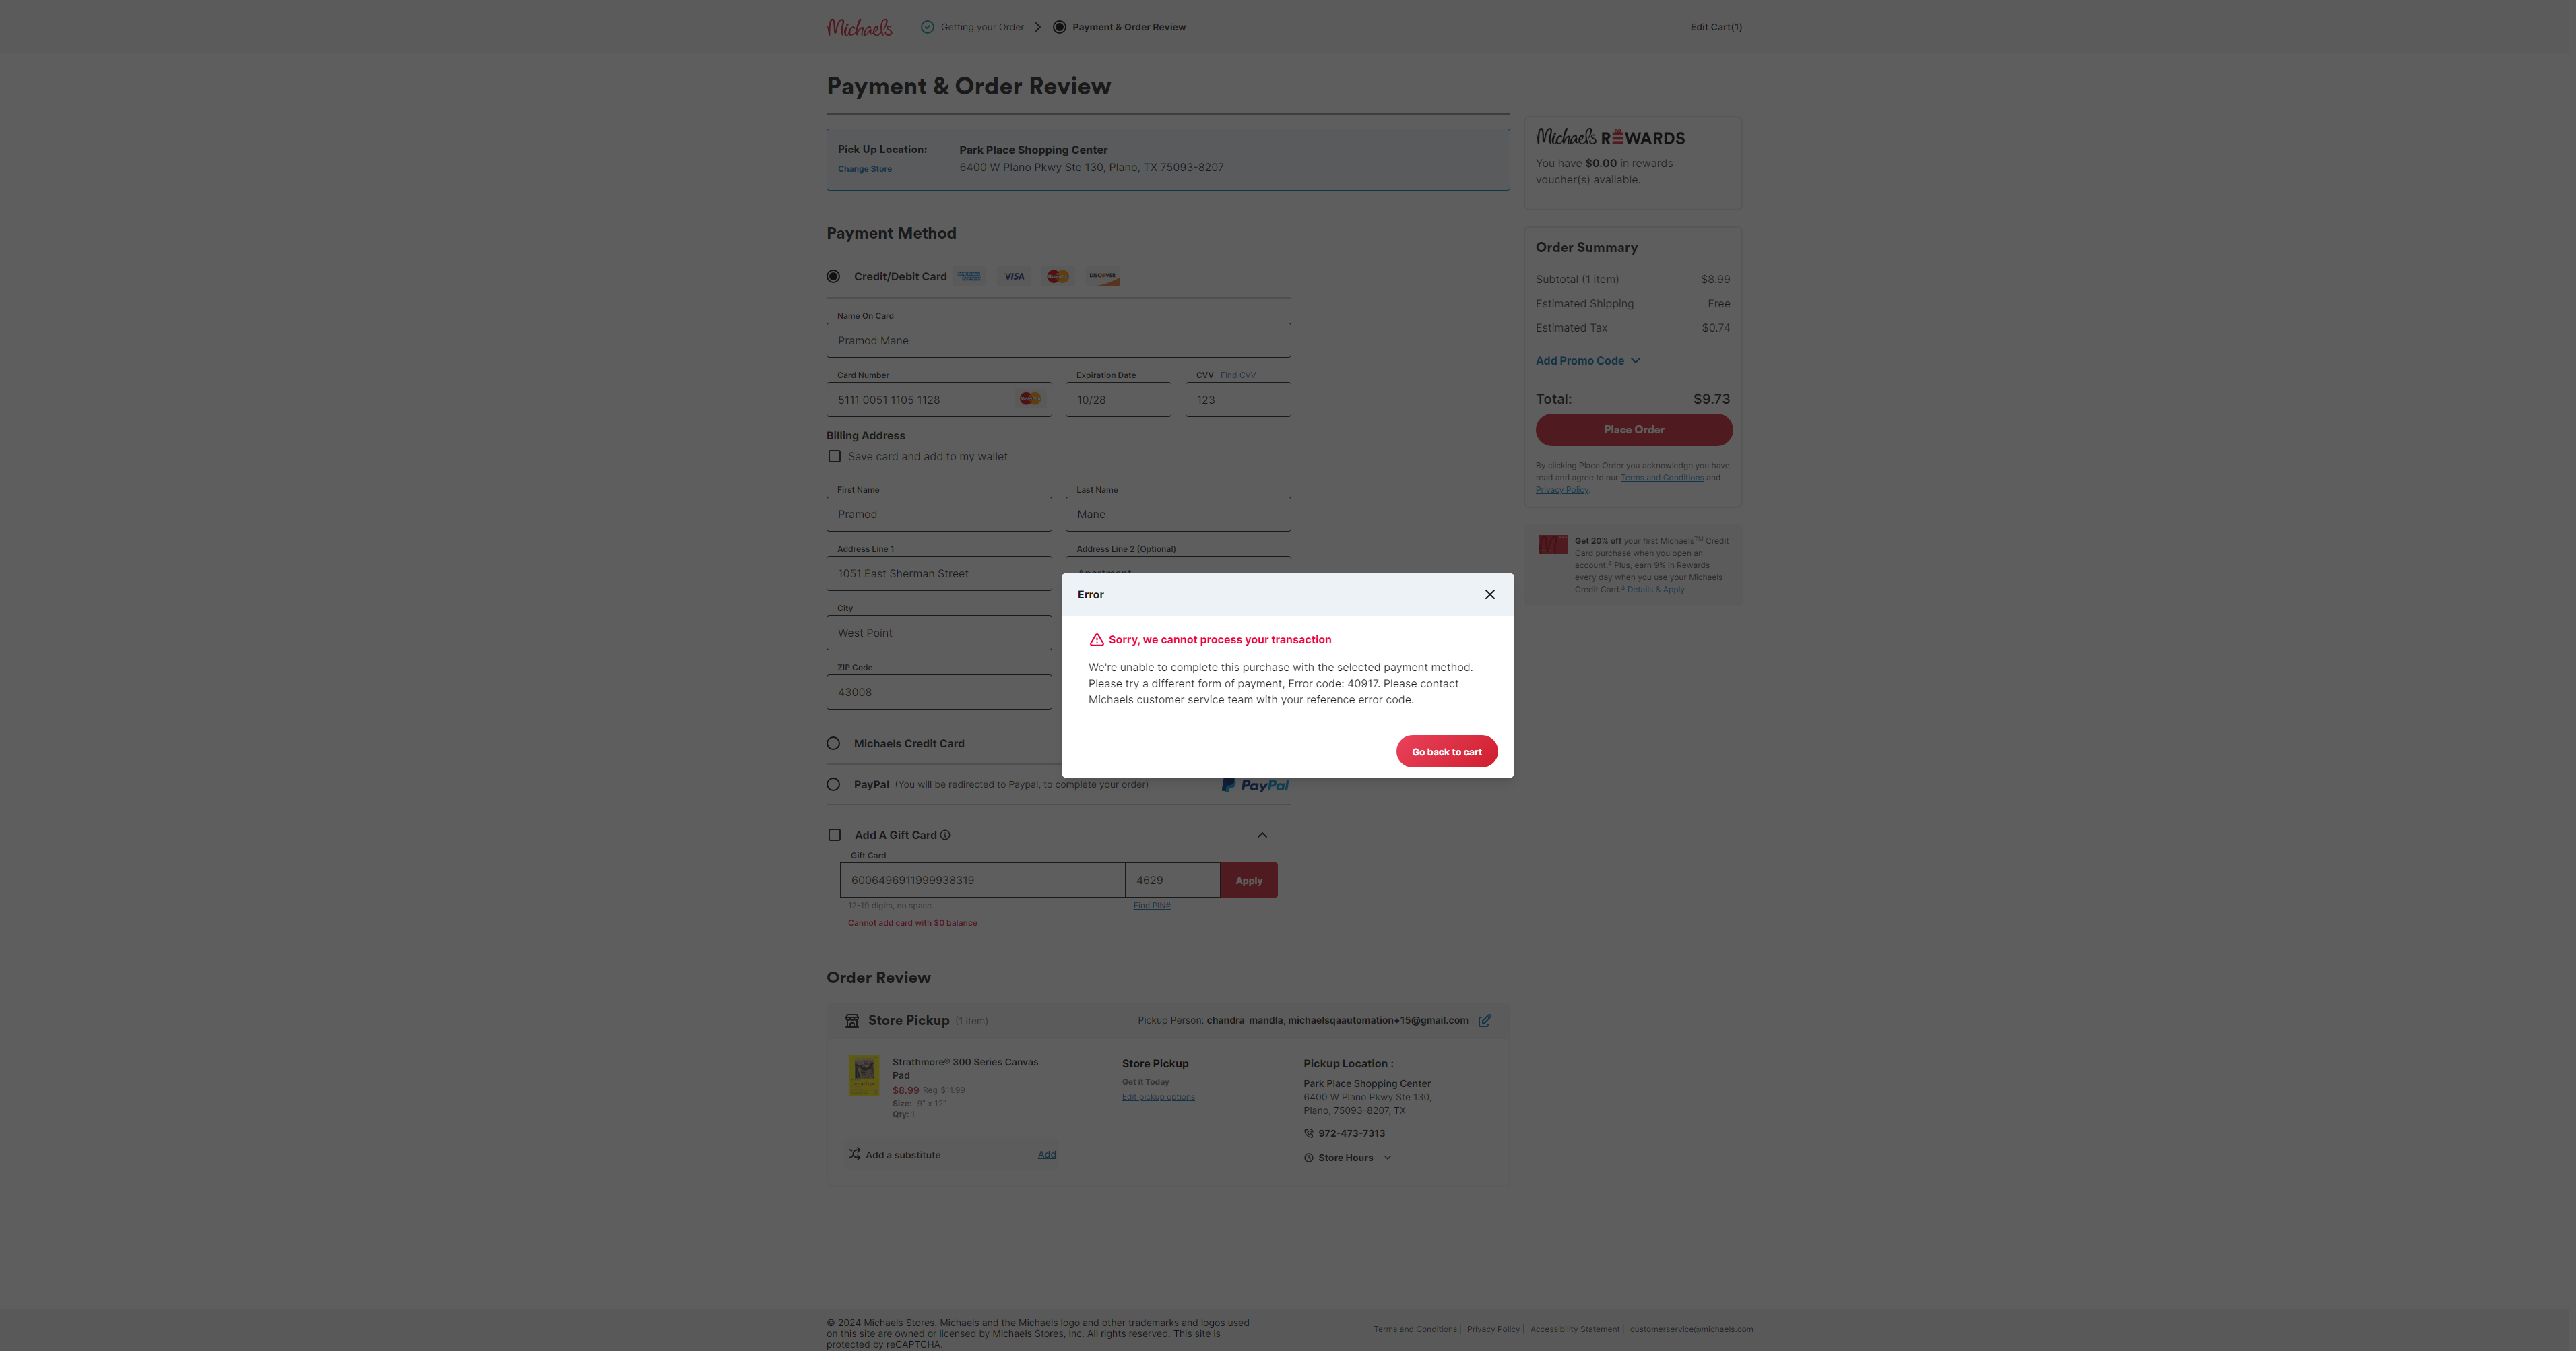 Michaels
Getting your Order
Payment & Order Review
Edit Cart(1)
Payment & Order Review
Pick Up Location:
Change Store
Park Place Shopping Center
6400 W Plano Pkwy Ste 130, Plano, TX 75093-8207
Michaels REWARDS
You have $0.00 in rewards
voucher(s) available.
Payment Method
Credit/Debit Card
VISA
DISCOVER
Name On Card
Pramod Mane
Card Number
Expiration Date
CVV Find CVV
5111 0051 1105 1128
10/28
123
Billing Address
Save card and add to my wallet
First Name
Last Name
Pramod
Mane
Address Line 1
Address Line 2 (Optional)
1051 East Sherman Street
City
West Point
ZIP Code
43008
Order Summary
Subtotal (1 item) $8.99
Estimated Shipping Free
Estimated Tax $0.74
Add Promo Code
Total: $9.73
Place Order
By clicking Place Order you acknowledge you have
read and agree to our Terms and Conditions and
Privacy Policy.
Get 20% off your first Michaels™ Credit
Card purchase when you open an
account.² Plus, earn 9% in Rewards
every day when you use your Michaels
Credit Card.³ Details & Apply
Error
Sorry, we cannot process your transaction
We're unable to complete this purchase with the selected payment method.
Please try a different form of payment, Error code: 40917. Please contact
Michaels customer service team with your reference error code.
Go back to cart
Michaels Credit Card
PayPal (You will be redirected to Paypal, to complete your order)
PayPal
Add A Gift Card
Gift Card
6006496911999938319
4629
Apply
12-19 digits, no space.
Find PIN#
Cannot add card with $0 balance
Order Review
Store Pickup (1 item)
Pickup Person: chandra mandla, michaelsqaautomation+15@gmail.com
Strathmore® 300 Series Canvas
Pad
$8.99 Reg $11.99
Size: 9" x 12"
Qty: 1
Add a substitute
Add
Store Pickup
Get it Today
Edit pickup options
Pickup Location :
Park Place Shopping Center
6400 W Plano Pkwy Ste 130,
Plano, 75093-8207, TX
972-473-7313
Store Hours
© 2024 Michaels Stores. Michaels and the Michaels logo and other trademarks and logos used
on this site are owned or licensed by Michaels Stores, Inc. All rights reserved. This site is
protected by reCAPTCHA.
Terms and Conditions | Privacy Policy | Accessibility Statement | customerservice@michaels.com